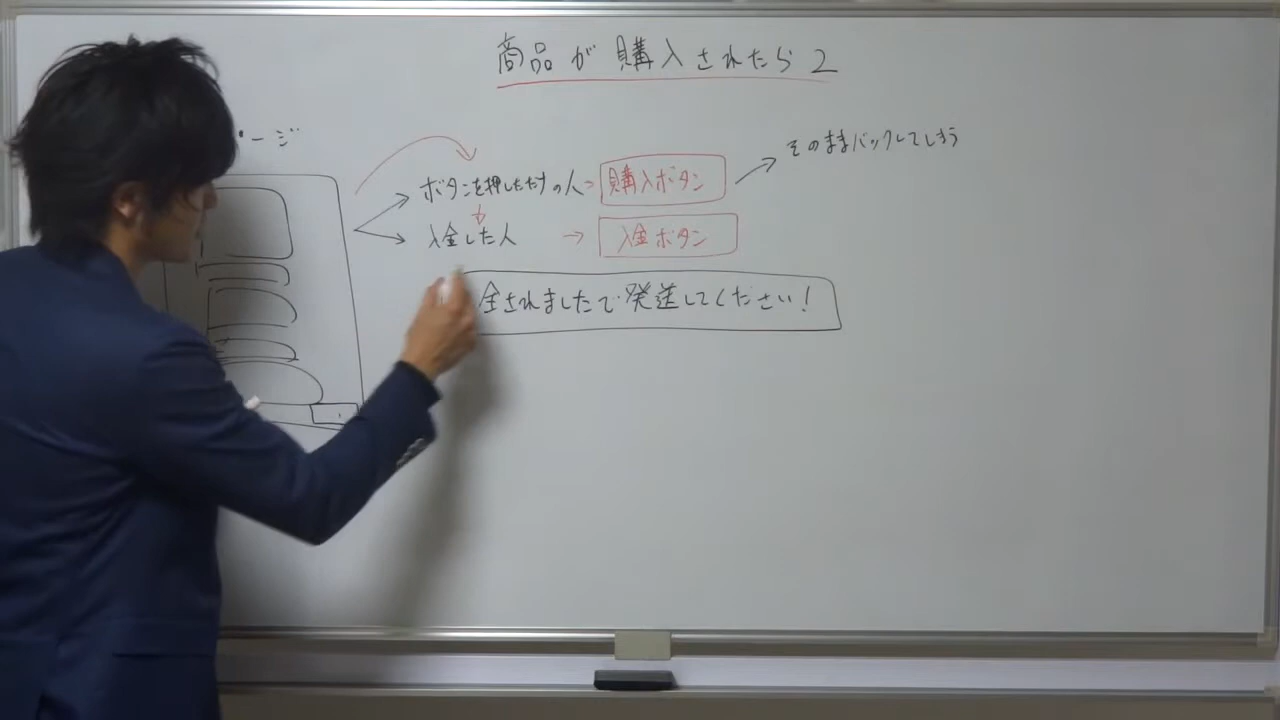 商品が購入されたら2
ージ
そのままバックしてしまう
ボタンを押しただけの人→購入ボタン
入金した人 → 入金ボタン
金されましたで発送してください!